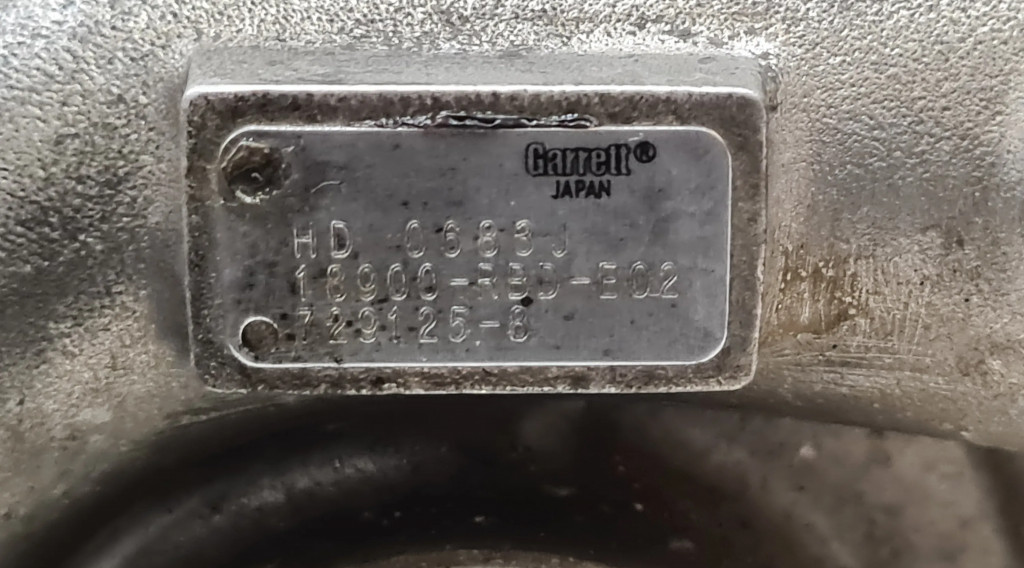 Garrett®
JAPAN
HD 0683J
18900-RBD-E02
729125-8